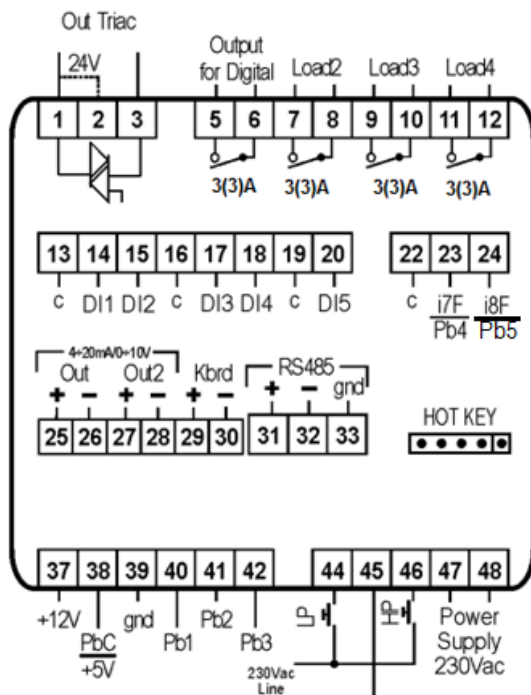 Out Triac
24V
Output
for Digital
Load2
Load3
Load4
1 2 3 5 6 7 8 9 10 11 12
3(3)A 3(3)A 3(3)A 3(3)A
13 14 15 16 17 18 19 20 22 23 24
c DI1 DI2 c DI3 DI4 c DI5 c i7F i8F
Pb4 Pb5
4÷20mA/0÷10V
Out Out2 Kbrd RS485
+ − + − + − + − gnd
25 26 27 28 29 30 31 32 33
HOT KEY
37 38 39 40 41 42 44 45 46 47 48
+12V PbC gnd Pb1 Pb2 Pb3
+5V
LP
HP
Power
Supply
230Vac
230Vac
Line